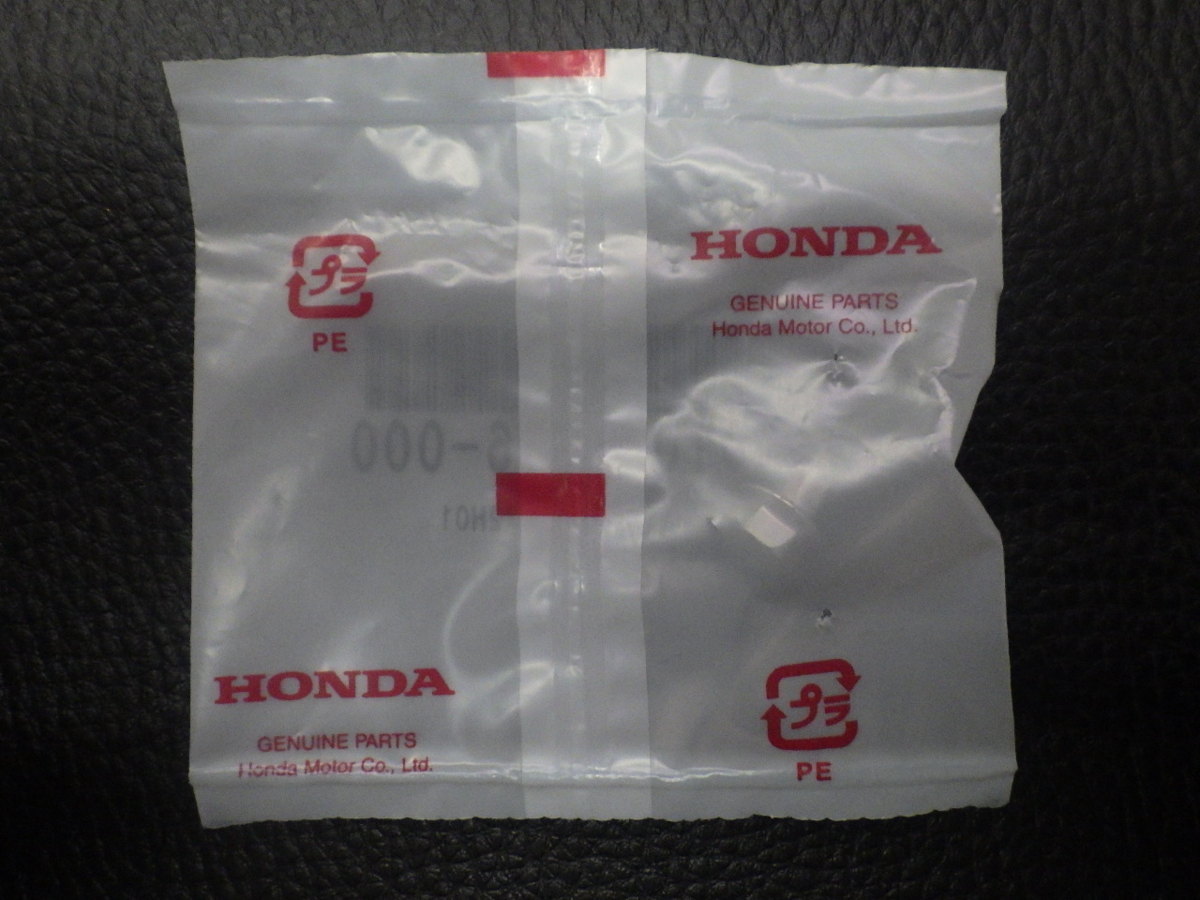 HONDA
GENUINE PARTS
Honda Motor Co., Ltd.
プラ
PE
-000
H01
HONDA
GENUINE PARTS
Honda Motor Co., Ltd.
プラ
PE